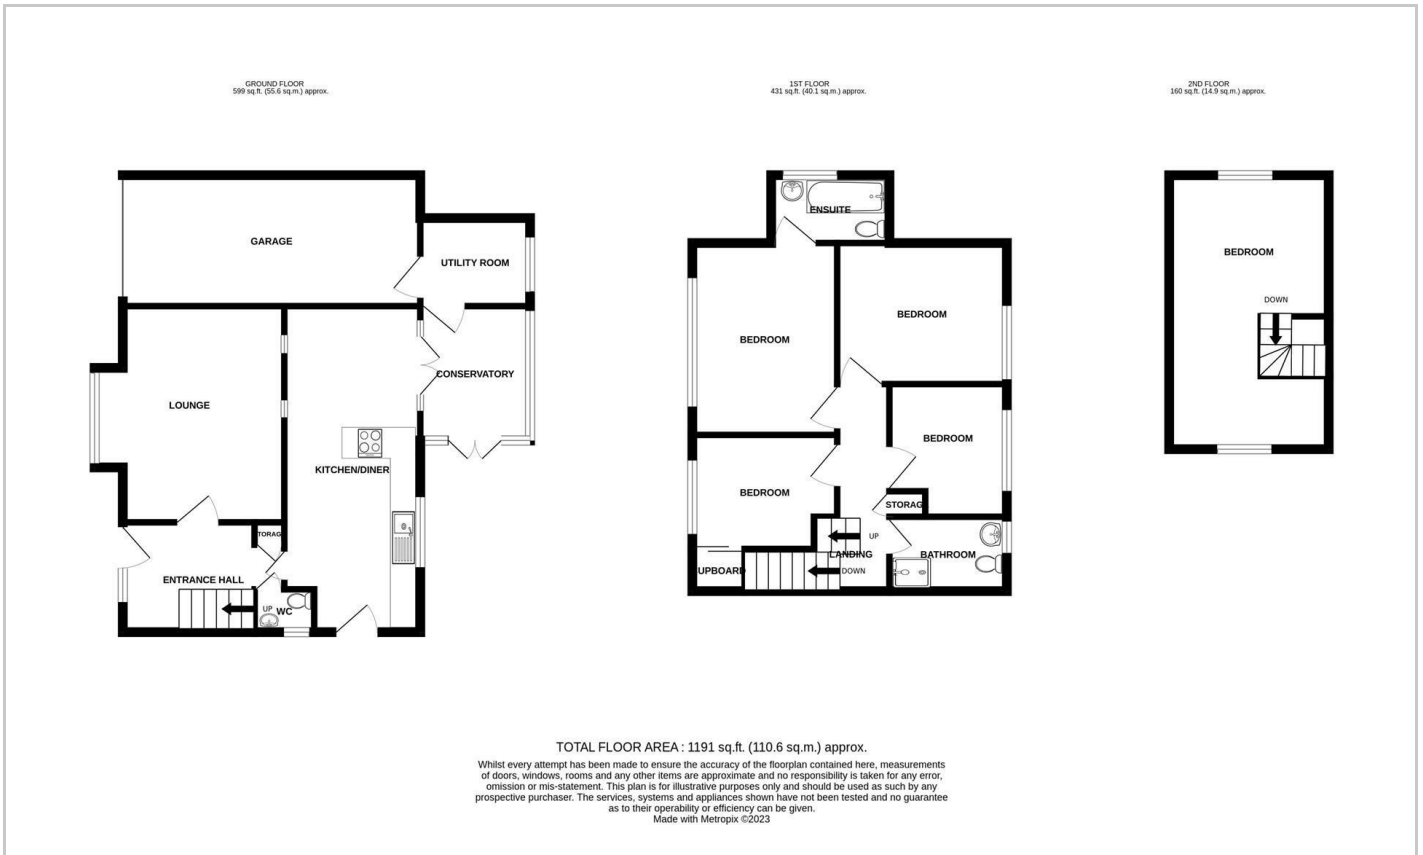 GROUND FLOOR
599 sq.ft. (55.6 sq.m.) approx.
1ST FLOOR
431 sq.ft. (40.1 sq.m.) approx.
2ND FLOOR
160 sq.ft. (14.9 sq.m.) approx.
GARAGE
UTILITY ROOM
CONSERVATORY
LOUNGE
KITCHEN/DINER
TORAG
ENTRANCE HALL
UP
WC
ENSUITE
BEDROOM
BEDROOM
BEDROOM
BEDROOM
STORAG
UP
LANDING
BATHROOM
UPBOARD
DOWN
BEDROOM
DOWN
TOTAL FLOOR AREA : 1191 sq.ft. (110.6 sq.m.) approx.
Whilst every attempt has been made to ensure the accuracy of the floorplan contained here, measurements
of doors, windows, rooms and any other items are approximate and no responsibility is taken for any error,
omission or mis-statement. This plan is for illustrative purposes only and should be used as such by any
prospective purchaser. The services, systems and appliances shown have not been tested and no guarantee
as to their operability or efficiency can be given.
Made with Metropix ©2023